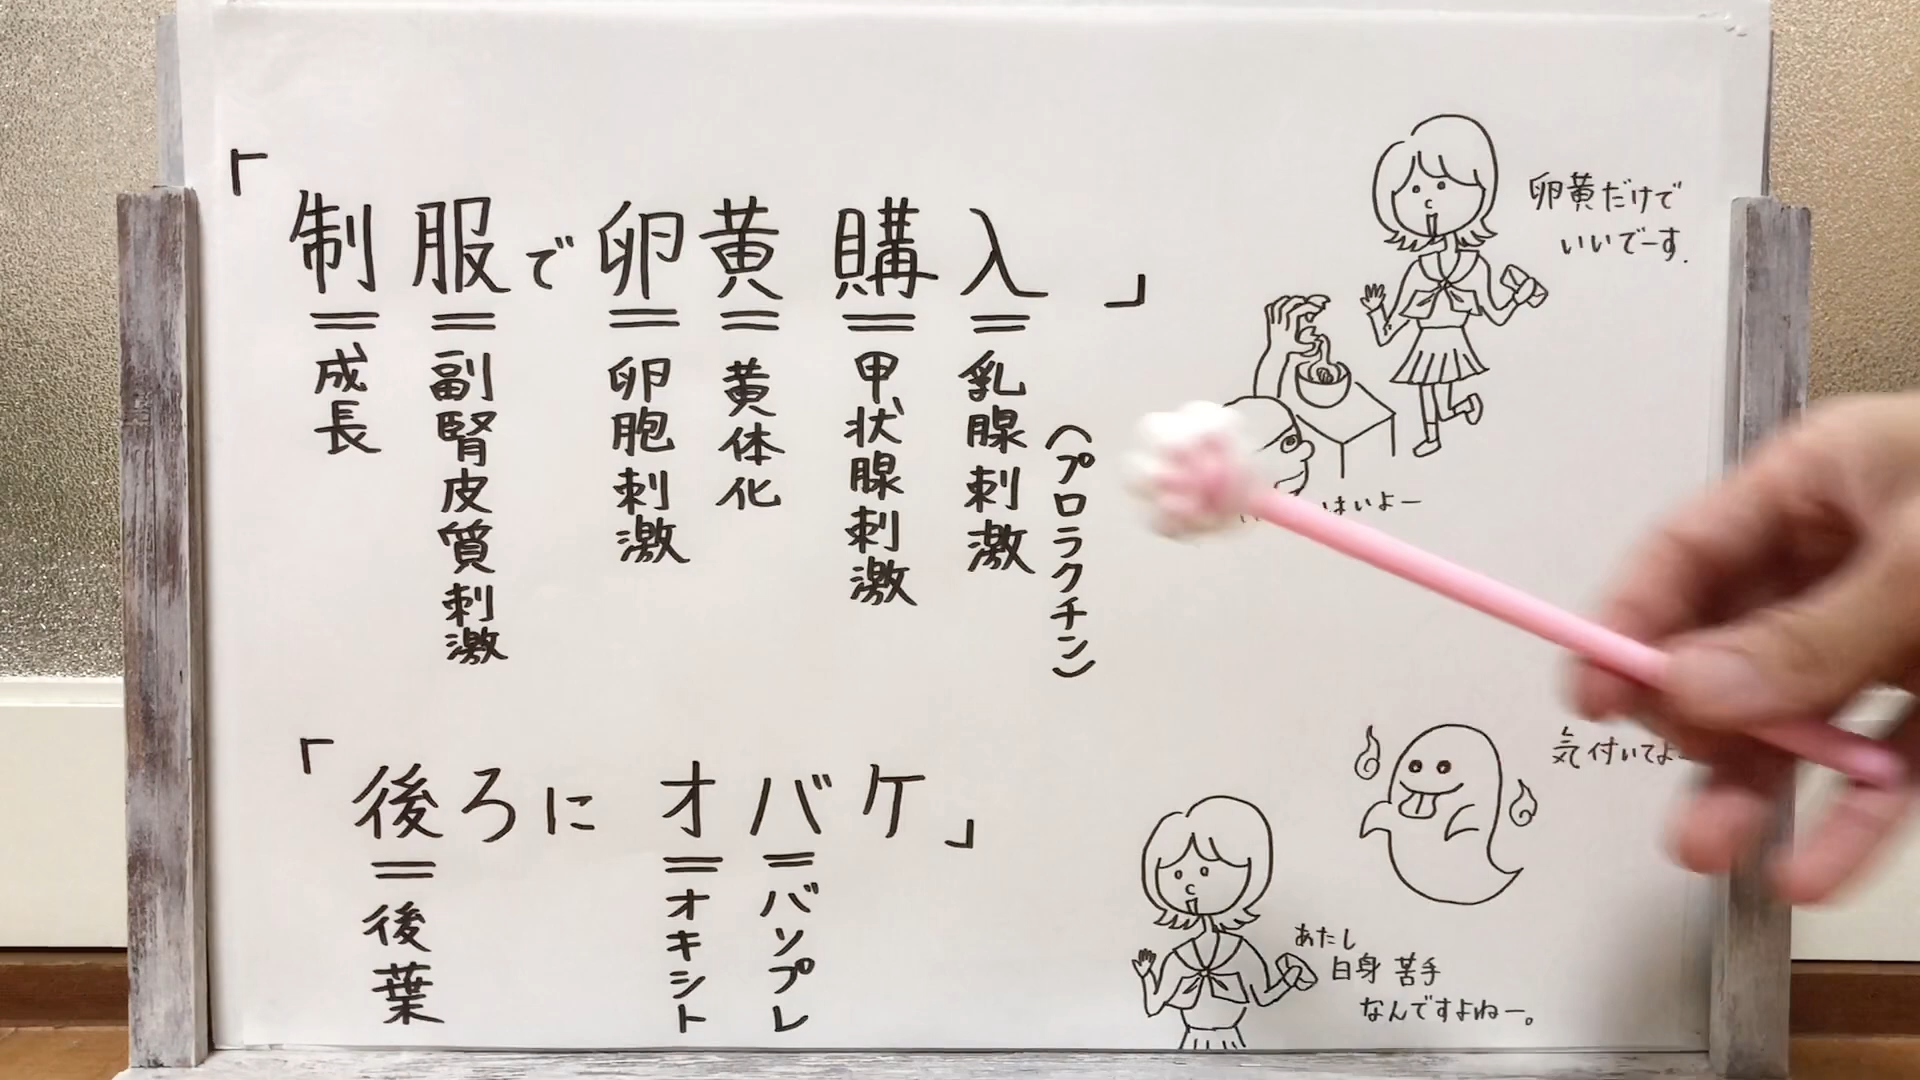 「制服で卵黄購入」
＝ ＝ ＝ ＝ ＝ ＝
成長
副腎皮質刺激
卵胞刺激
黄体化
甲状腺刺激
乳腺刺激
(プロラクチン)
卵黄だけで
いいでーす.
はいよー
「後ろにオバケ」
＝ ＝ ＝
後葉
オキシト
バソプレ
気付いてよー
あたし
白身苦手
なんですよねー。